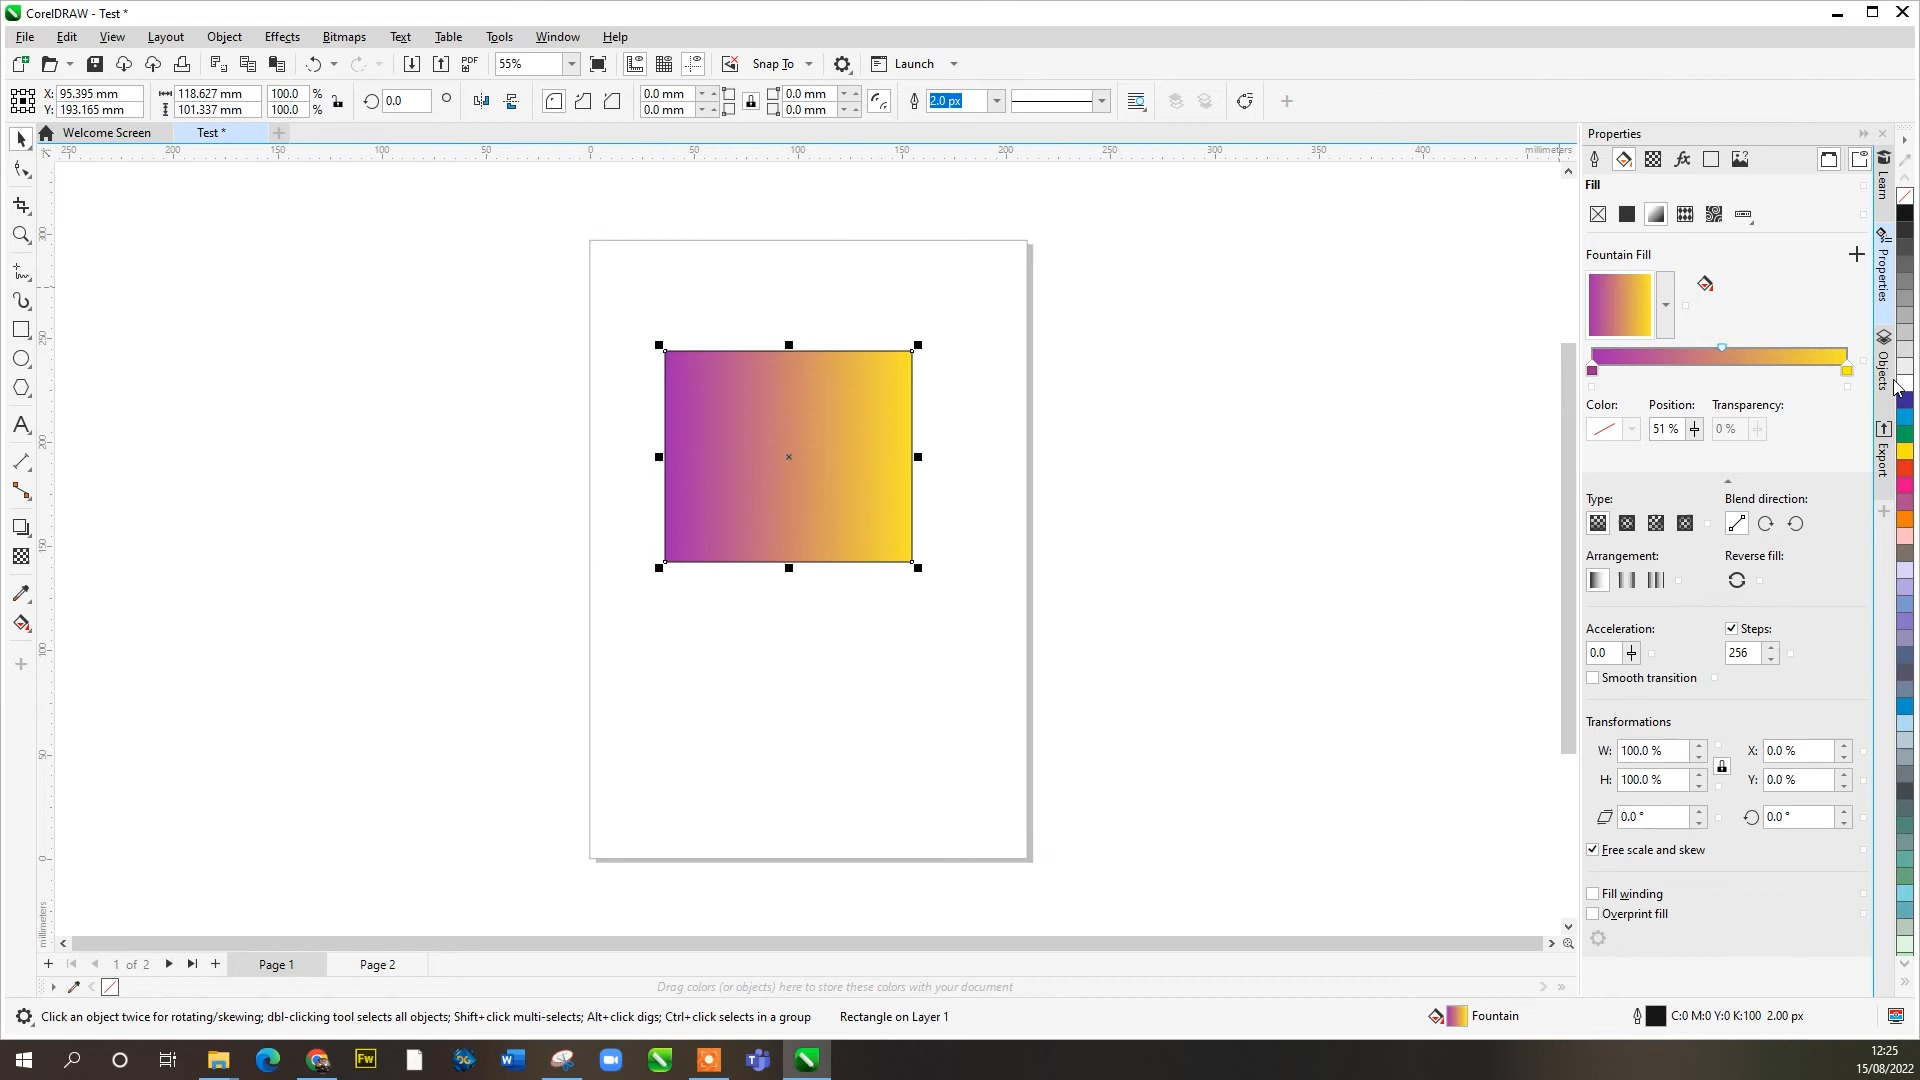 CorelDRAW - Test *
File Edit View Layout Object Effects Bitmaps Text Table Tools Window Help
PDF 55% Snap To Launch
X: 95.395 mm 118.627 mm 100.0 % 0.0 0.0 mm 0.0 mm 2.0 px
Y: 193.165 mm 101.337 mm 100.0 % 0.0 mm 0.0 mm
Welcome Screen Test *
250 200 150 100 50 0 50 100 150 200 250 300 350 400 millimeters
300
250
200
150
100
50
0
millimeters
Properties
Fill
Fountain Fill
Color: Position: Transparency:
51 % 0 %
Type: Blend direction:
Arrangement: Reverse fill:
Acceleration: Steps:
0.0 256
Smooth transition
Transformations
W: 100.0 % X: 0.0 %
H: 100.0 % Y: 0.0 %
0.0 ° 0.0 °
Free scale and skew
Fill winding
Overprint fill
Learn
Properties
Objects
Export
1 of 2 Page 1 Page 2
Drag colors (or objects) here to store these colors with your document
Click an object twice for rotating/skewing; dbl-clicking tool selects all objects; Shift+click multi-selects; Alt+click digs; Ctrl+click selects in a group Rectangle on Layer 1 Fountain C:0 M:0 Y:0 K:100 2.00 px
Fw
12:25
15/08/2022